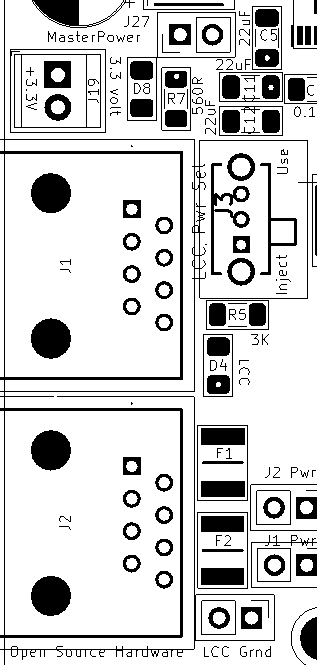 J27
MasterPower
22uF
C5
+3.3V
J19
3.3 volt
D8
R7
560R
22uF
C11
22uF
C12
C
0.1
J1
LCC. Pwr Sel
J3
Use
Inject
R5
3K
D4
LCC
F1
J2 Pwr
J2
F2
J1 Pwr
Open Source Hardware
LCC Grnd